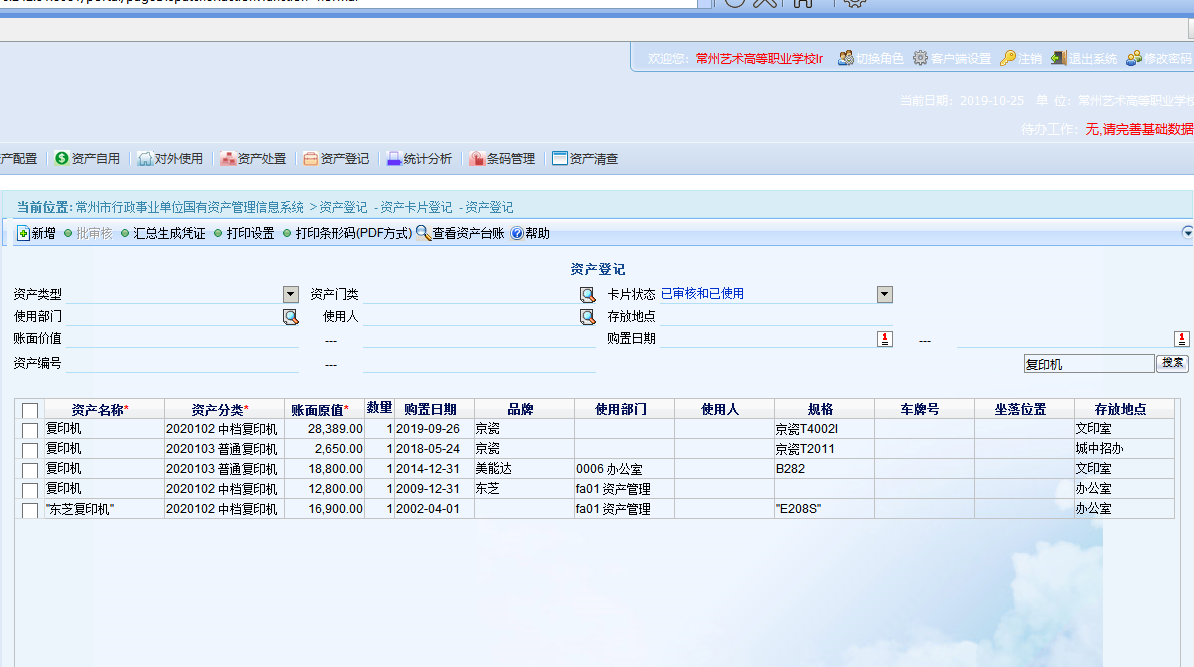 欢迎您: 常州艺术高等职业学校lr 切换角色 客户端设置 注销 退出系统 修改密码
当前日期: 2019-10-25 单 位: 常州艺术高等职业学校
待办工作: 无,请完善基础数据
产配置 资产自用 对外使用 资产处置 资产登记 统计分析 条码管理 资产清查
当前位置: 常州市行政事业单位国有资产管理信息系统 >资产登记 -资产卡片登记 -资产登记
新增 批审核 汇总生成凭证 打印设置 打印条形码(PDF方式) 查看资产台账 帮助
资产登记
资产类型 资产门类 卡片状态 已审核和已使用
使用部门 使用人 存放地点
账面价值 --- 购置日期 1 --- 1
资产编号 ---
复印机 搜索
资产名称* 资产分类* 账面原值* 数量 购置日期 品牌 使用部门 使用人 规格 车牌号 坐落位置 存放地点
复印机 2020102 中档复印机 28,389.00 1 2019-09-26 京瓷 京瓷T4002I 文印室
复印机 2020103 普通复印机 2,650.00 1 2018-05-24 京瓷 京瓷T2011 城中招办
复印机 2020103 普通复印机 18,800.00 1 2014-12-31 美能达 0006 办公室 B282 文印室
复印机 2020102 中档复印机 12,800.00 1 2009-12-31 东芝 fa01 资产管理 办公室
"东芝复印机" 2020102 中档复印机 16,900.00 1 2002-04-01 fa01 资产管理 "E208S" 办公室